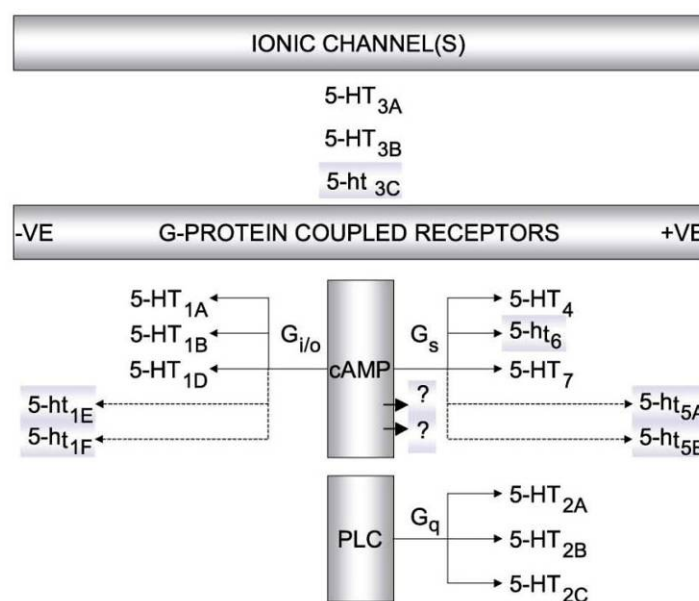 IONIC CHANNEL(S)
5-HT3A
5-HT3B
5-ht 3C
-VE G-PROTEIN COUPLED RECEPTORS +VE
5-HT1A 5-HT4
5-HT1B Gi/o Gs 5-ht6
5-HT1D cAMP 5-HT7
5-ht1E ? 5-ht5A
5-ht1F ? 5-ht5B
5-HT2A
PLC Gq 5-HT2B
5-HT2C